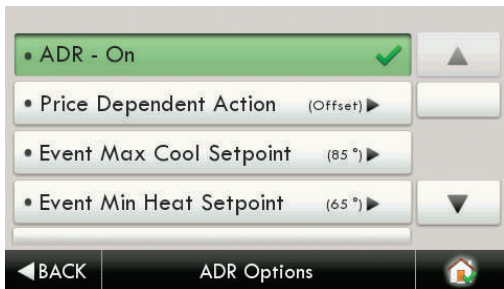 • ADR - On
• Price Dependent Action (Offset)
• Event Max Cool Setpoint (85°)
• Event Min Heat Setpoint (65°)
BACK ADR Options